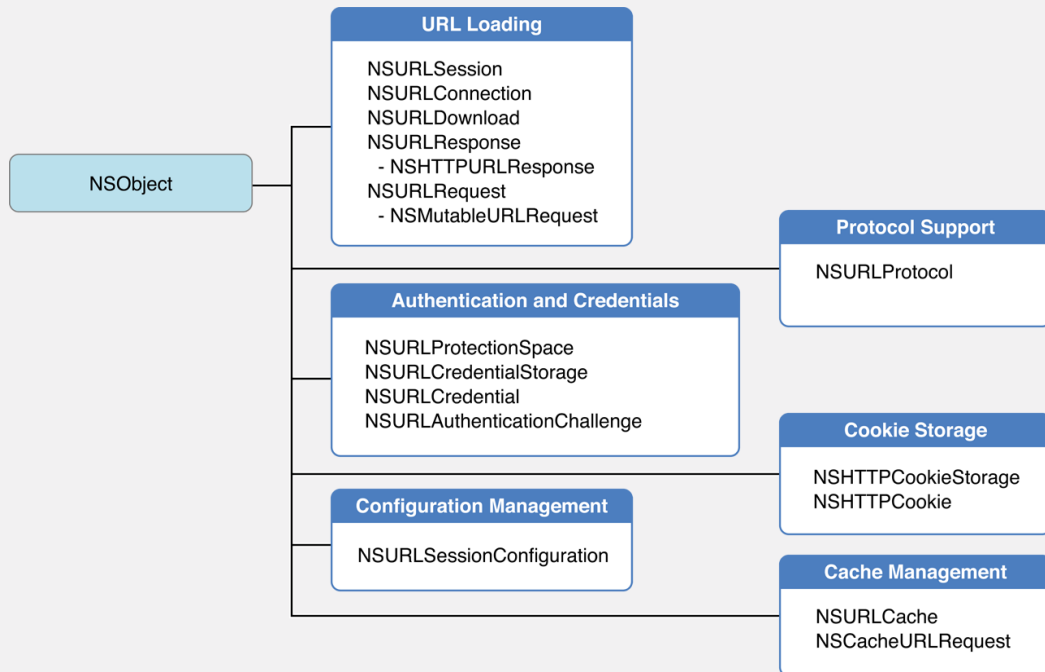 URL Loading
NSURLSession
NSURLConnection
NSURLDownload
NSURLResponse
- NSHTTPURLResponse
NSURLRequest
- NSMutableURLRequest
NSObject
Protocol Support
NSURLProtocol
Authentication and Credentials
NSURLProtectionSpace
NSURLCredentialStorage
NSURLCredential
NSURLAuthenticationChallenge
Cookie Storage
NSHTTPCookieStorage
NSHTTPCookie
Configuration Management
NSURLSessionConfiguration
Cache Management
NSURLCache
NSCacheURLRequest